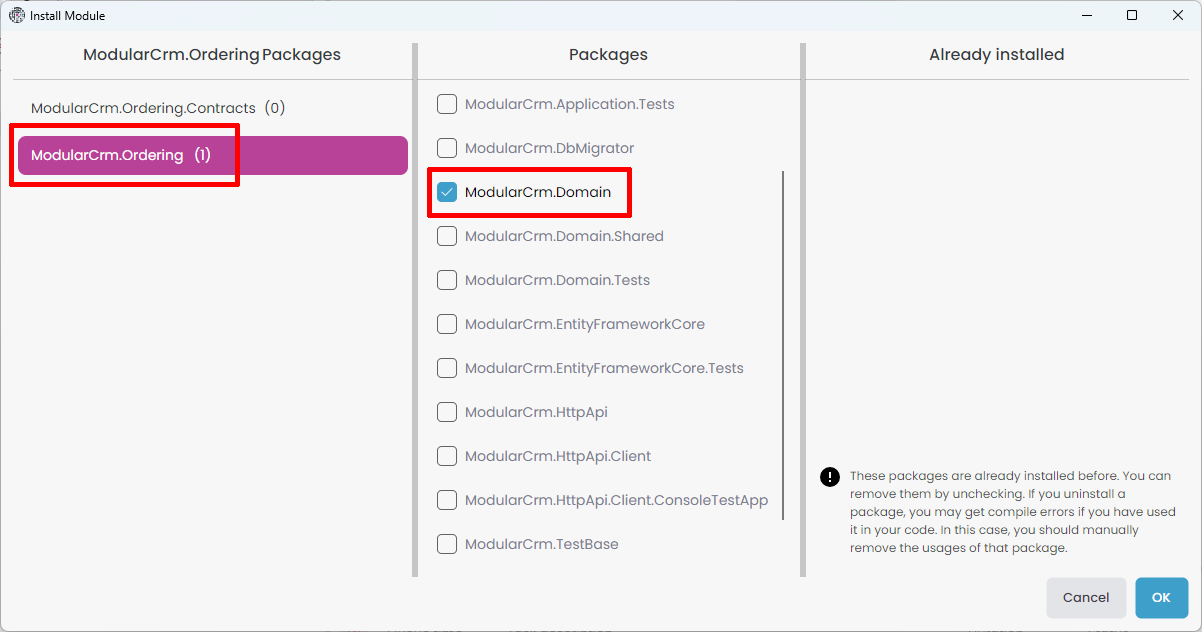 Install Module
ModularCrm.Ordering Packages
Packages
Already installed
ModularCrm.Ordering.Contracts (0)
ModularCrm.Ordering (1)
ModularCrm.Application.Tests
ModularCrm.DbMigrator
ModularCrm.Domain
ModularCrm.Domain.Shared
ModularCrm.Domain.Tests
ModularCrm.EntityFrameworkCore
ModularCrm.EntityFrameworkCore.Tests
ModularCrm.HttpApi
ModularCrm.HttpApi.Client
ModularCrm.HttpApi.Client.ConsoleTestApp
ModularCrm.TestBase
These packages are already installed before. You can
remove them by unchecking. If you uninstall a
package, you may get compile errors if you have used
it in your code. In this case, you should manually
remove the usages of that package.
Cancel
OK